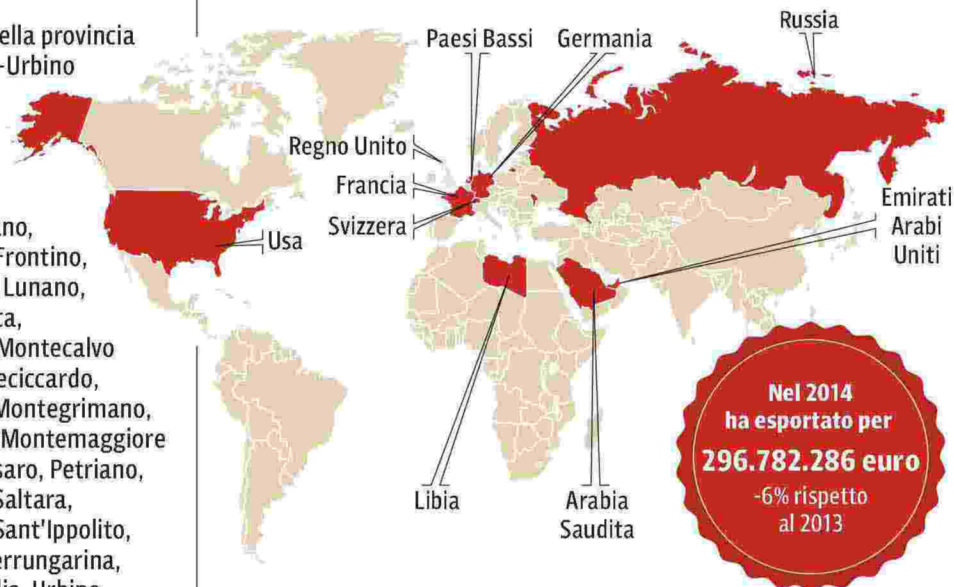 ella provincia
-Urbino
no,
Frontino,
Lunano,
ta,
Montecalvo
eciccardo,
Montegrimano,
Montemaggiore
saro, Petriano,
Saltara,
Sant'Ippolito,
errungarina,
Urbino
Paesi Bassi
Germania
Russia
Regno Unito
Francia
Svizzera
Usa
Emirati
Arabi
Uniti
Libia
Arabia
Saudita
Nel 2014
ha esportato per
296.782.286 euro
-6% rispetto
al 2013